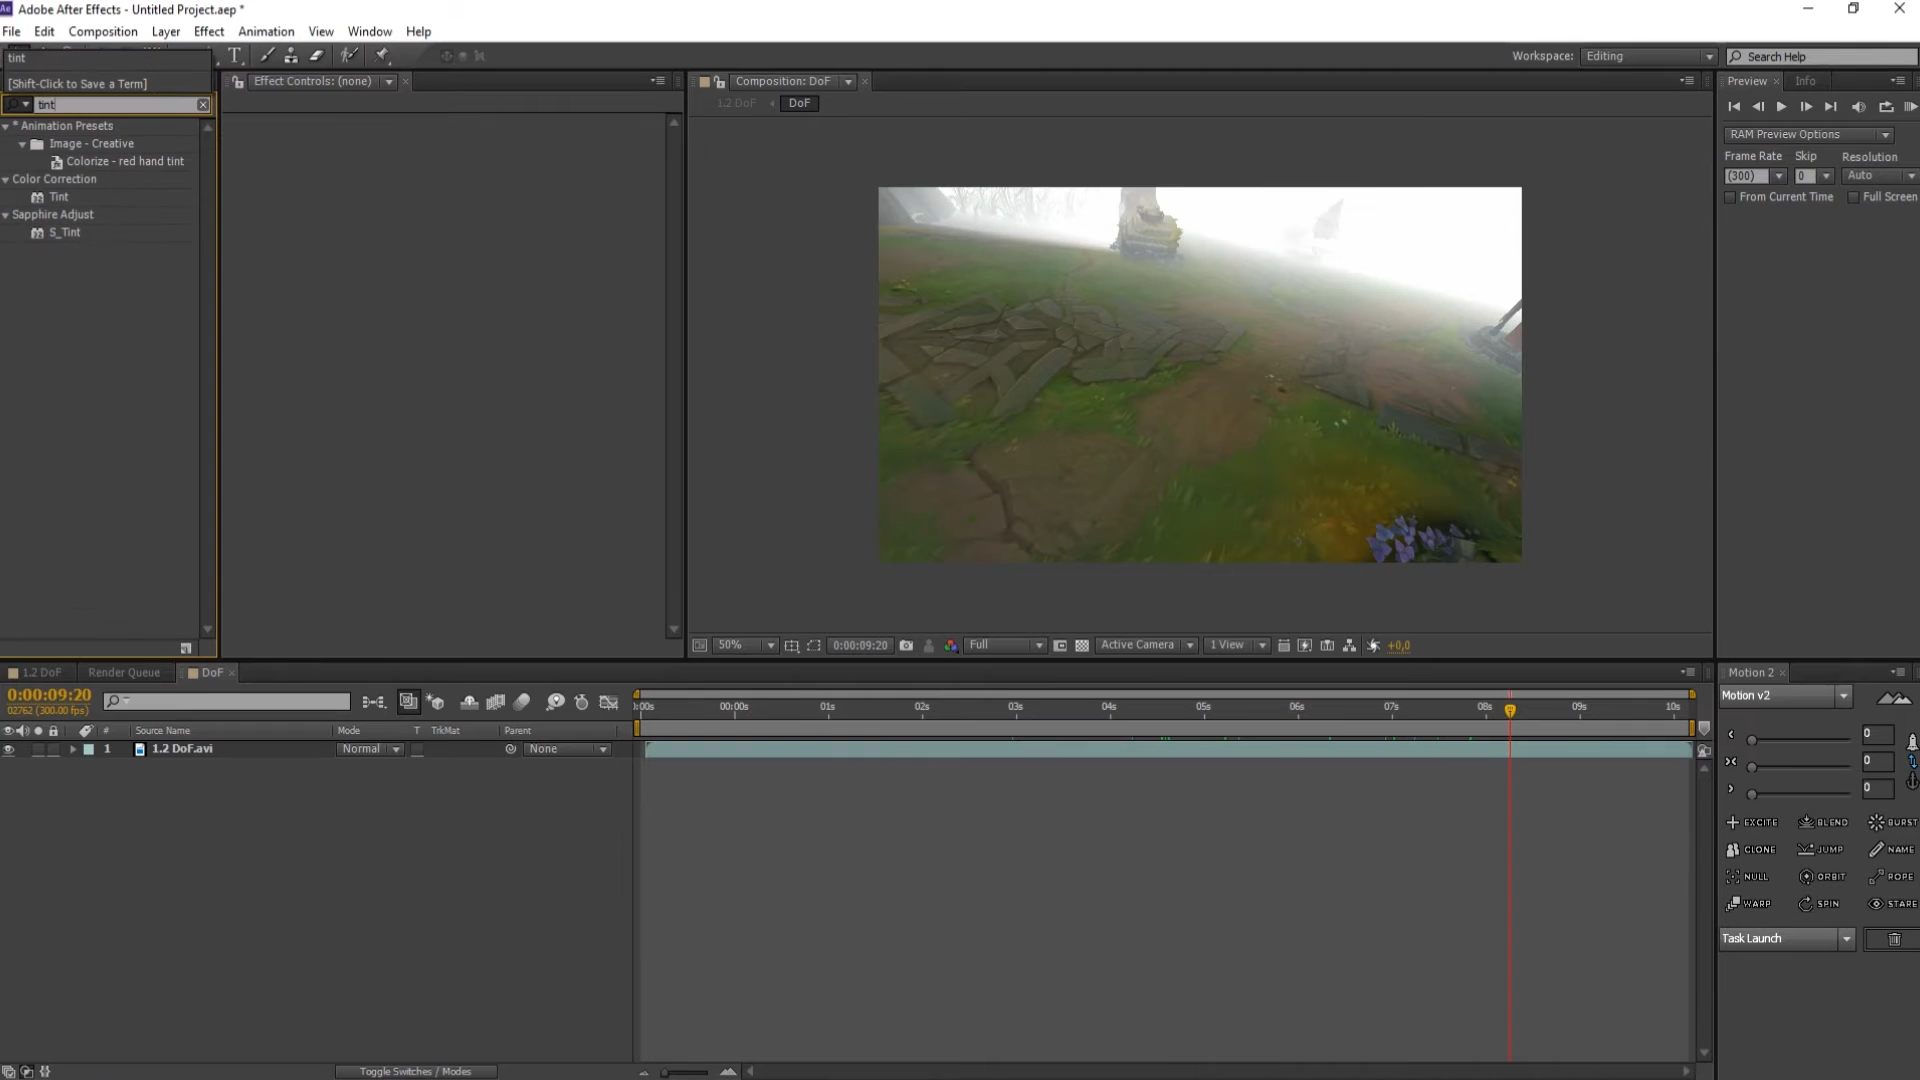 Ae Adobe After Effects - Untitled Project.aep *
File Edit Composition Layer Effect Animation View Window Help
tint
T
Workspace: Editing
Search Help
[Shift-Click to Save a Term]
Effect Controls: (none)
Composition: DoF
Preview Info
tint
1.2 DoF DoF
* Animation Presets
Image - Creative
Colorize - red hand tint
Color Correction
Tint
Sapphire Adjust
S_Tint
RAM Preview Options
Frame Rate Skip Resolution
(300) 0 Auto
From Current Time Full Screen
50% 0:00:09:20 Full Active Camera 1 View +0,0
1.2 DoF Render Queue DoF
Motion 2
0:00:09:20
02762 (300.00 fps)
Motion v2
:00s 00:00s 01s 02s 03s 04s 05s 06s 07s 08s 09s 10s
# Source Name Mode T TrkMat Parent
1 1.2 DoF.avi Normal None
0
0
0
EXCITE BLEND BURST
CLONE JUMP NAME
NULL ORBIT ROPE
WARP SPIN STARE
Task Launch
Toggle Switches / Modes